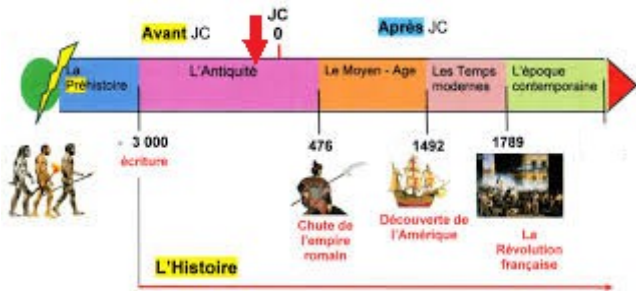 Avant JC
JC
0
Après JC
La
Préhistoire
L'Antiquité
Le Moyen - Age
Les Temps
modernes
L'époque
contemporaine
- 3 000
écriture
476
1492
1789
Chute de
l'empire
romain
Découverte de
l'Amérique
La
Révolution
française
L'Histoire